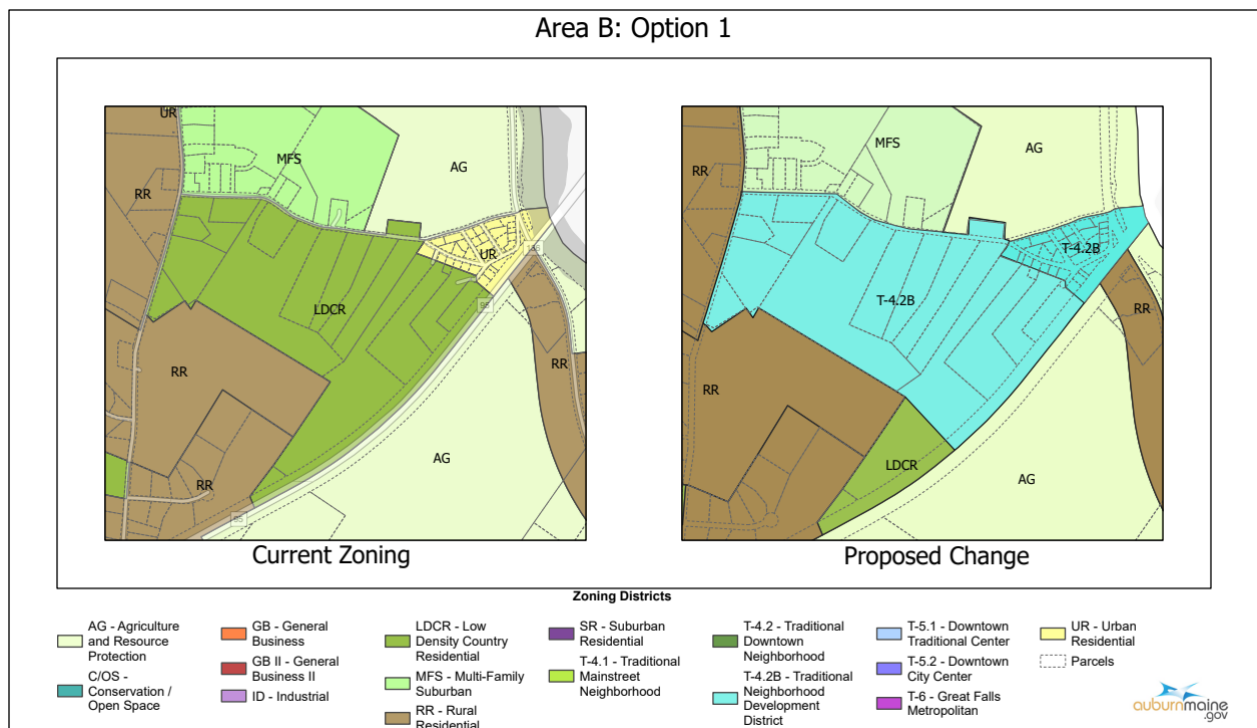 Area B: Option 1
UR
MFS
AG
RR
UR
136
LDCR
95
RR
RR
AG
RR
95
Current Zoning
MFS
AG
RR
T-4.2B
T-4.2B
RR
RR
LDCR
AG
Proposed Change
Zoning Districts
AG - Agriculture
and Resource
Protection
C/OS -
Conservation /
Open Space
GB - General
Business
GB II - General
Business II
ID - Industrial
LDCR - Low
Density Country
Residential
MFS - Multi-Family
Suburban
RR - Rural
Residential
SR - Suburban
Residential
T-4.1 - Traditional
Mainstreet
Neighborhood
T-4.2 - Traditional
Downtown
Neighborhood
T-4.2B - Traditional
Neighborhood
Development
District
T-5.1 - Downtown
Traditional Center
T-5.2 - Downtown
City Center
T-6 - Great Falls
Metropolitan
UR - Urban
Residential
Parcels
auburnmaine
.gov